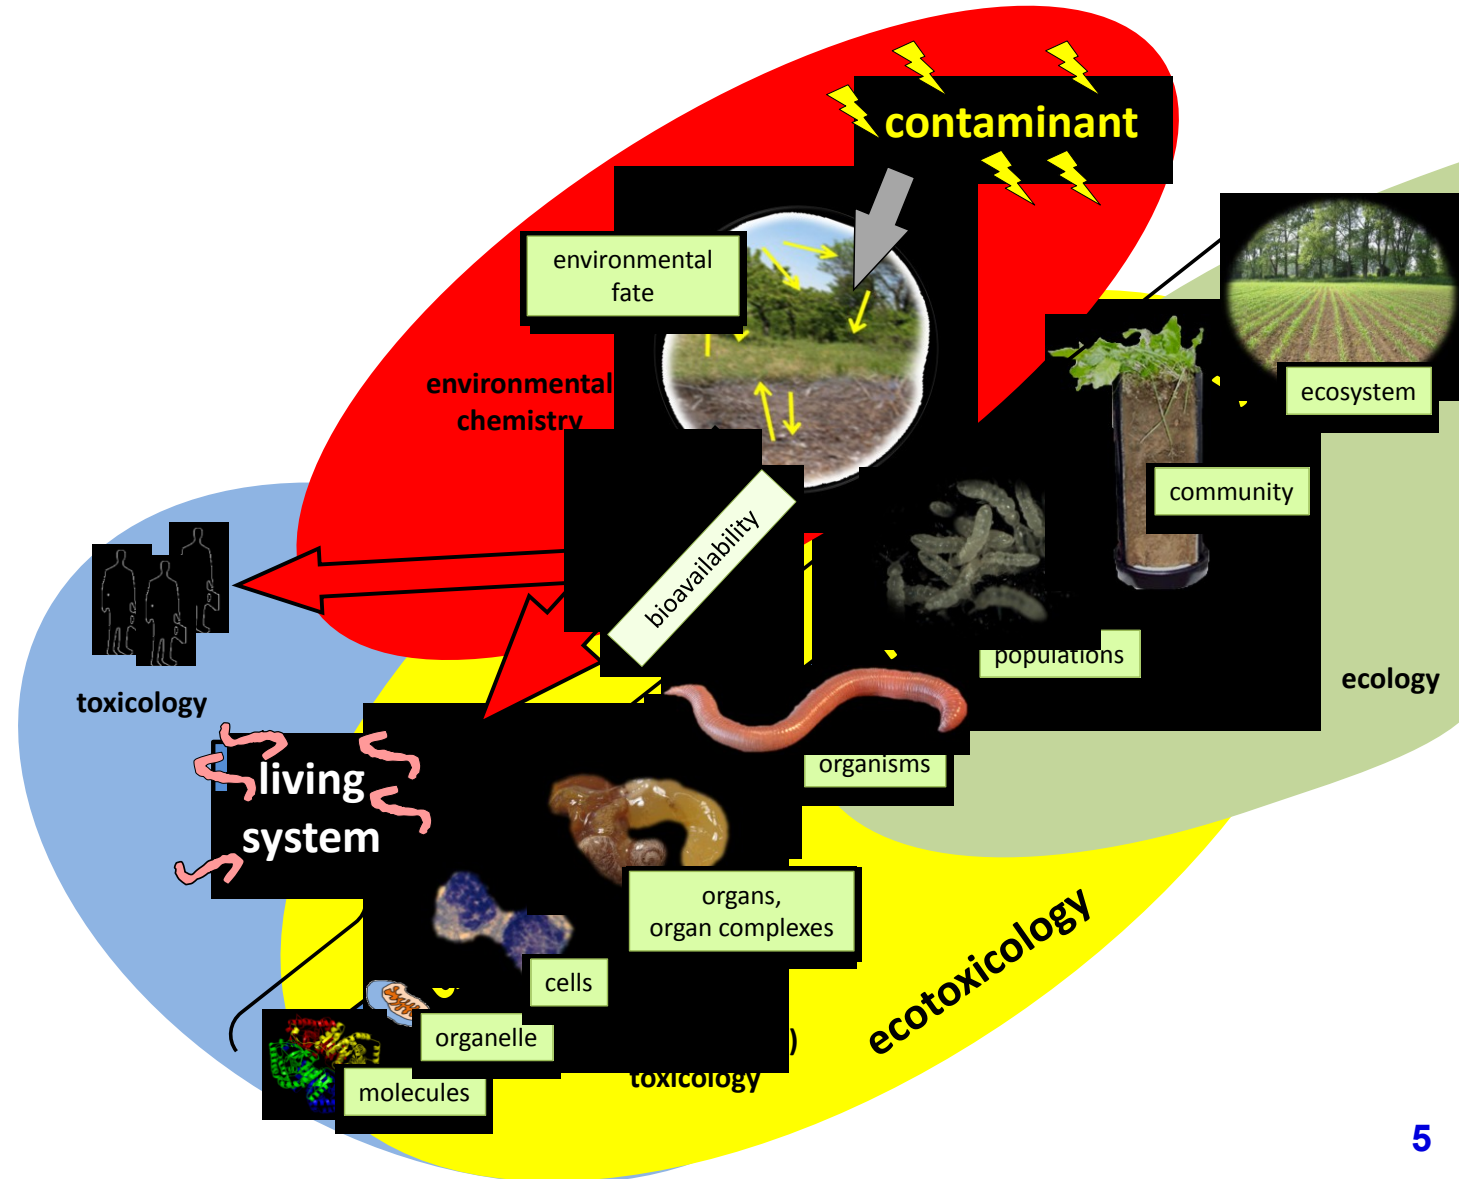 contaminant
environmental
fate
environmental
chemistry
ecosystem
community
bioavailability
populations
ecology
toxicology
organisms
living
system
organs,
organ complexes
cells
organelle
)
toxicology
molecules
ecotoxicology
5